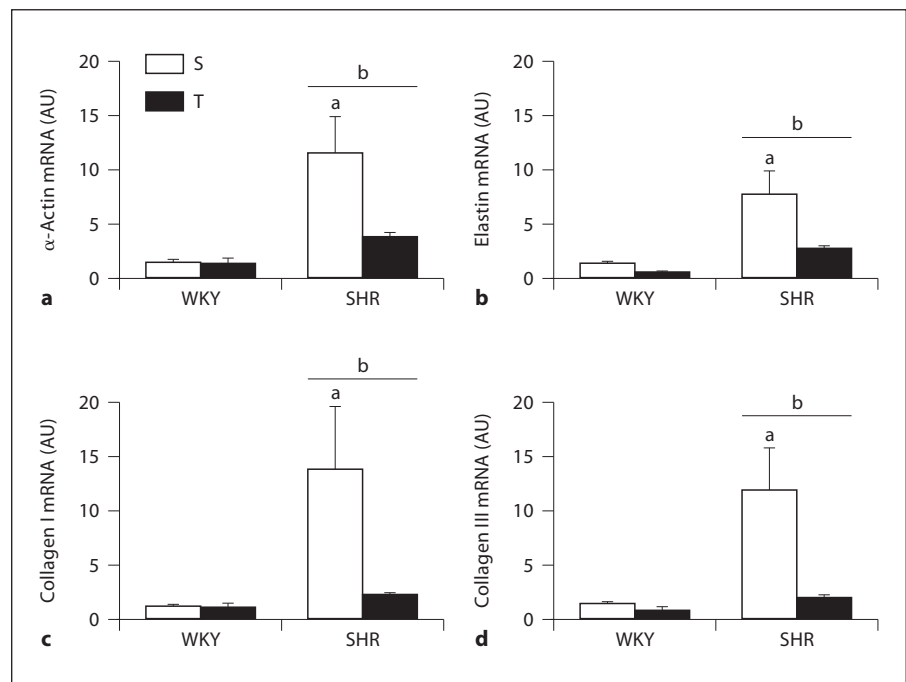 α-Actin mRNA (AU)
20
15
10
5
0
S
T
a
b
WKY
SHR
a
Elastin mRNA (AU)
20
15
10
5
0
a
b
WKY
SHR
b
Collagen I mRNA (AU)
20
15
10
5
0
a
b
WKY
SHR
c
Collagen III mRNA (AU)
20
15
10
5
0
a
b
WKY
SHR
d